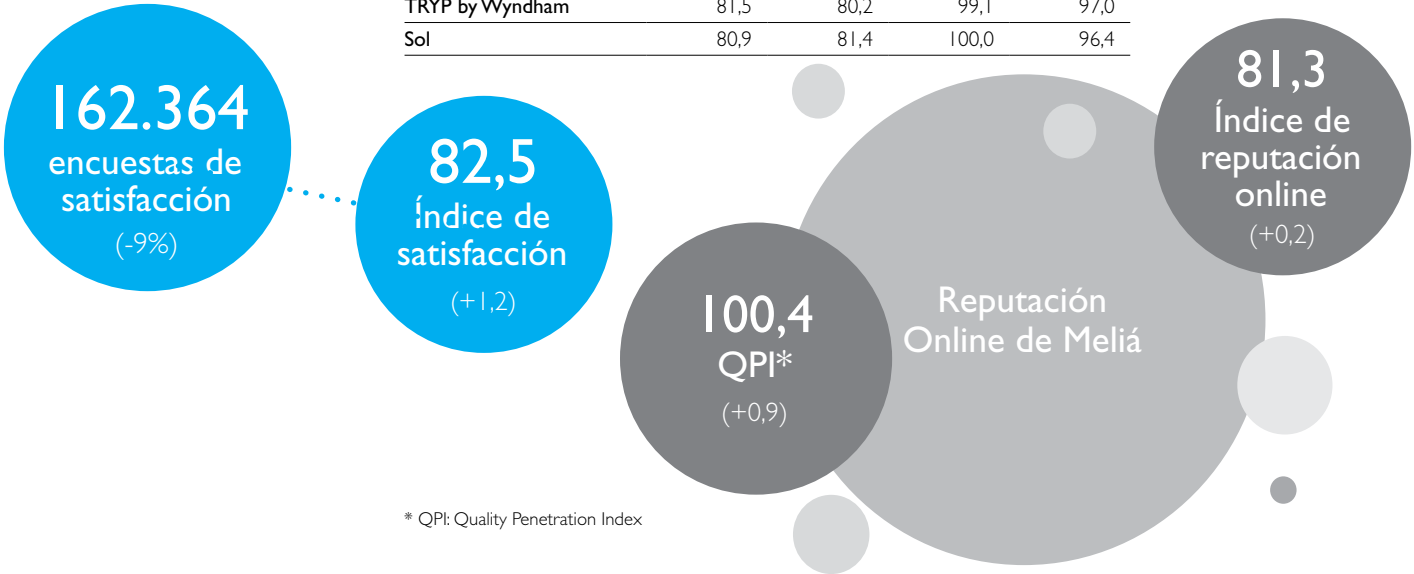 TRYP by Wyndham 81,5 80,2 99,1 97,0
Sol 80,9 81,4 100,0 96,4
162.364
encuestas de
satisfacción
(-9%)
82,5
Índice de
satisfacción
(+1,2)
100,4
QPI*
(+0,9)
Reputación
Online de Meliá
81,3
Índice de
reputación
online
(+0,2)
* QPI: Quality Penetration Index